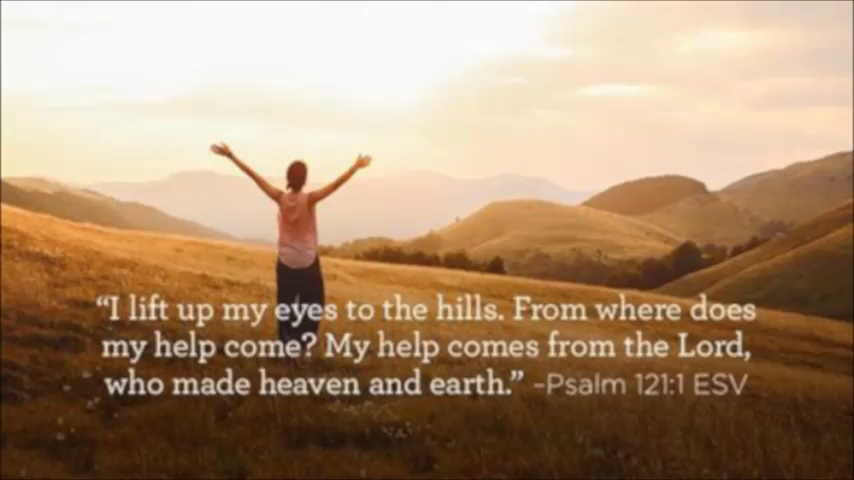 “I lift up my eyes to the hills. From where does
my help come? My help comes from the Lord,
who made heaven and earth.” -Psalm 121:1 ESV